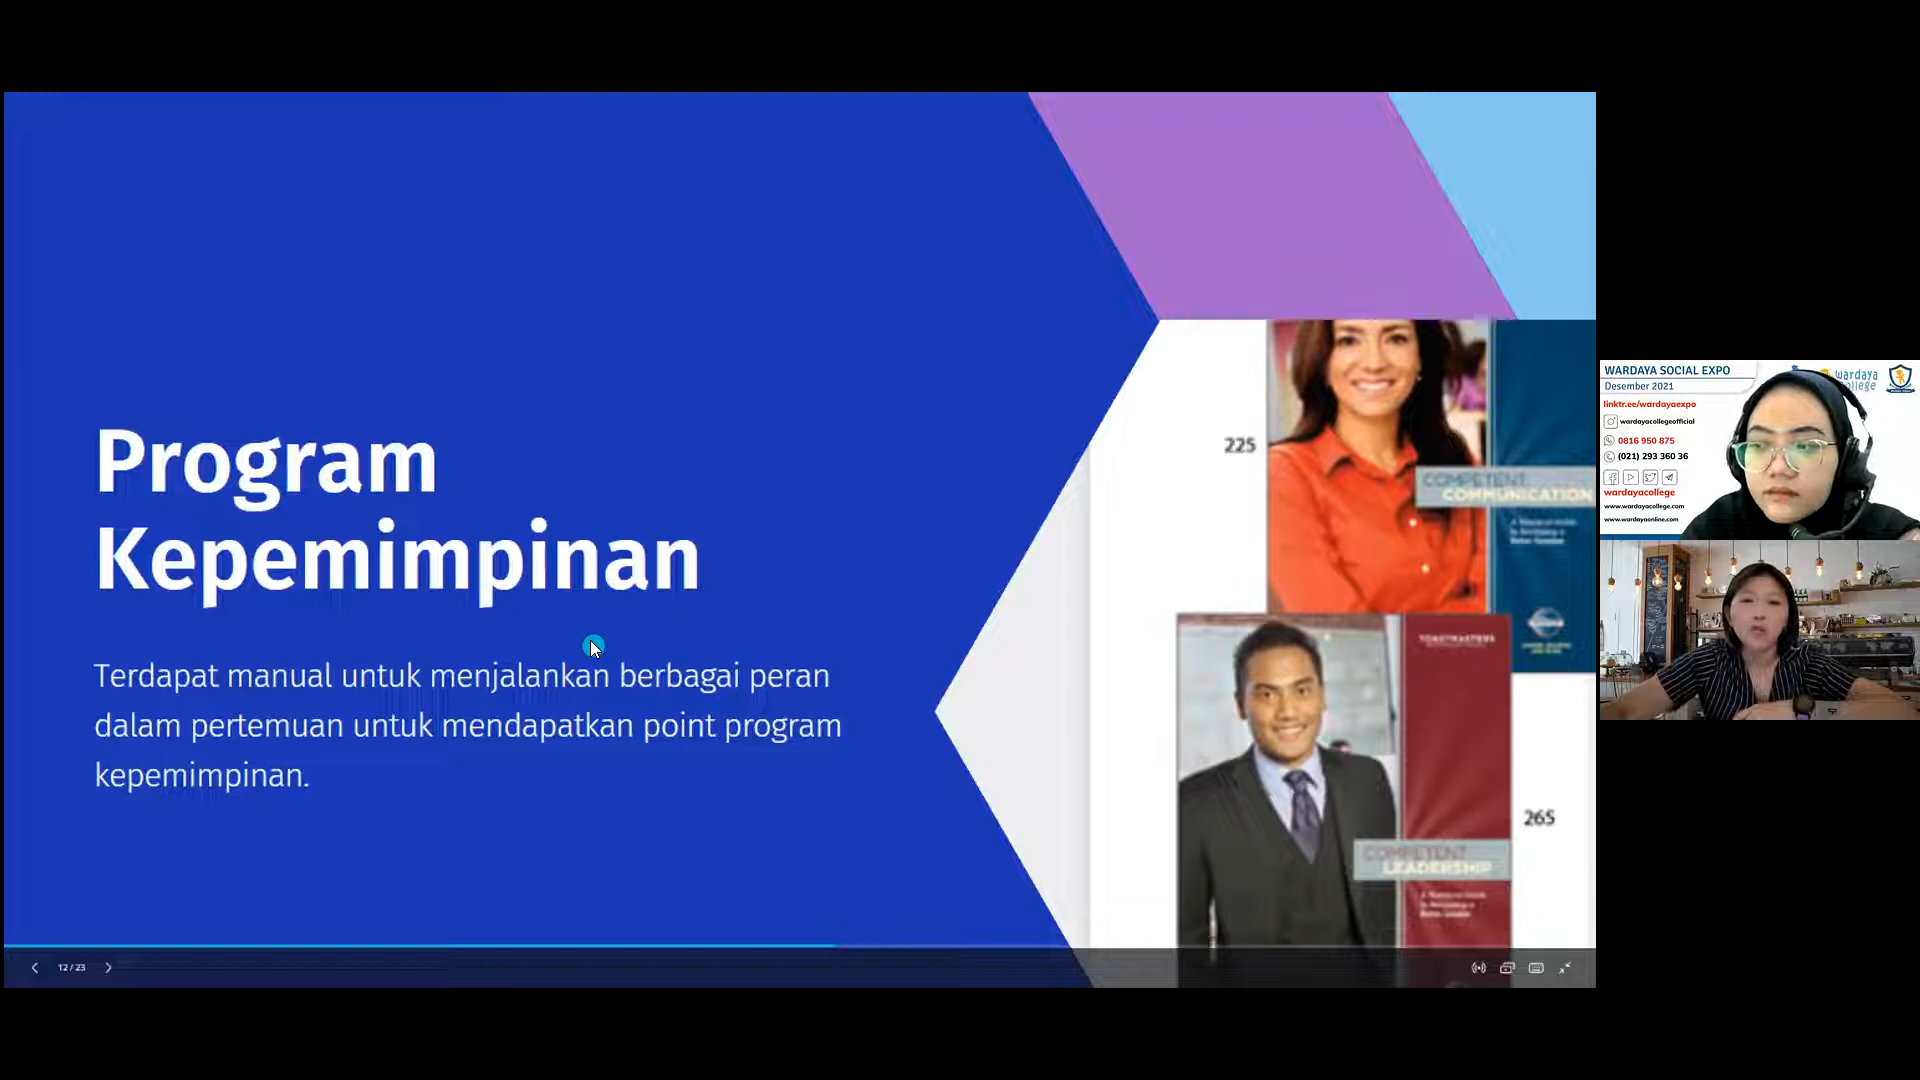 Program
Kepemimpinan
Terdapat manual untuk menjalankan berbagai peran
dalam pertemuan untuk mendapatkan point program
kepemimpinan.
225
COMPETENT
COMMUNICATION
TOASTMASTERS
265
COMPETENT
LEADERSHIP
12 / 23
WARDAYA SOCIAL EXPO
Desember 2021
linktr.ee/wardayaexpo
wardayacollegeofficial
0816 950 875
(021) 293 360 36
wardayacollege
www.wardayacollege.com
www.wardayaonline.com
wardaya